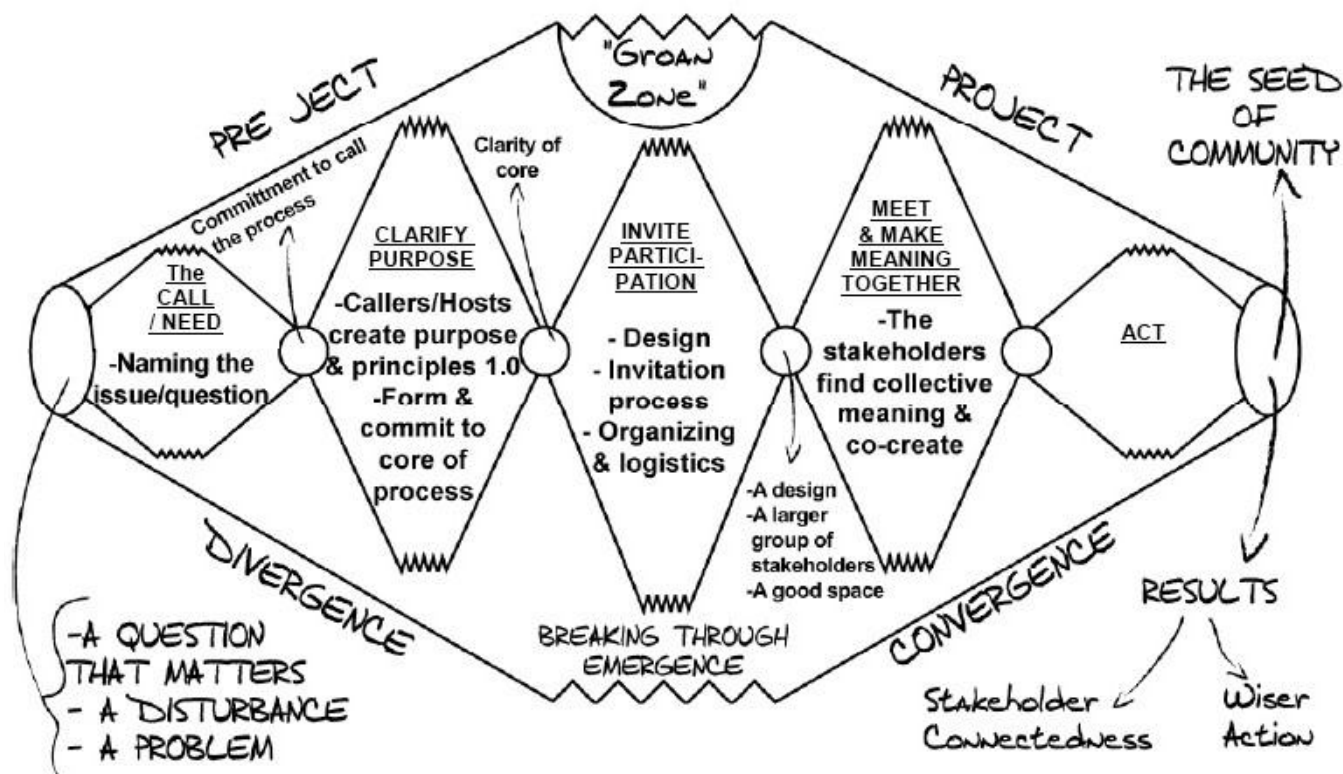 "GROAN
ZONE"
PRE JECT
PROJECT
THE SEED
OF
COMMUNITY
Committment to call
the process
Clarity of
core
The
CALL
/ NEED
-Naming the
issue/question
CLARIFY
PURPOSE
-Callers/Hosts
create purpose
& principles 1.0
-Form &
commit to
core of
process
INVITE
PARTICI-
PATION
- Design
- Invitation
process
- Organizing
& logistics
MEET
& MAKE
MEANING
TOGETHER
-The
stakeholders
find collective
meaning &
co-create
ACT
-A design
-A larger
group of
stakeholders
-A good space
DIVERGENCE
BREAKING THROUGH
EMERGENCE
CONVERGENCE
-A QUESTION
THAT MATTERS
- A DISTURBANCE
- A PROBLEM
RESULTS
Stakeholder
Connectedness
Wiser
Action